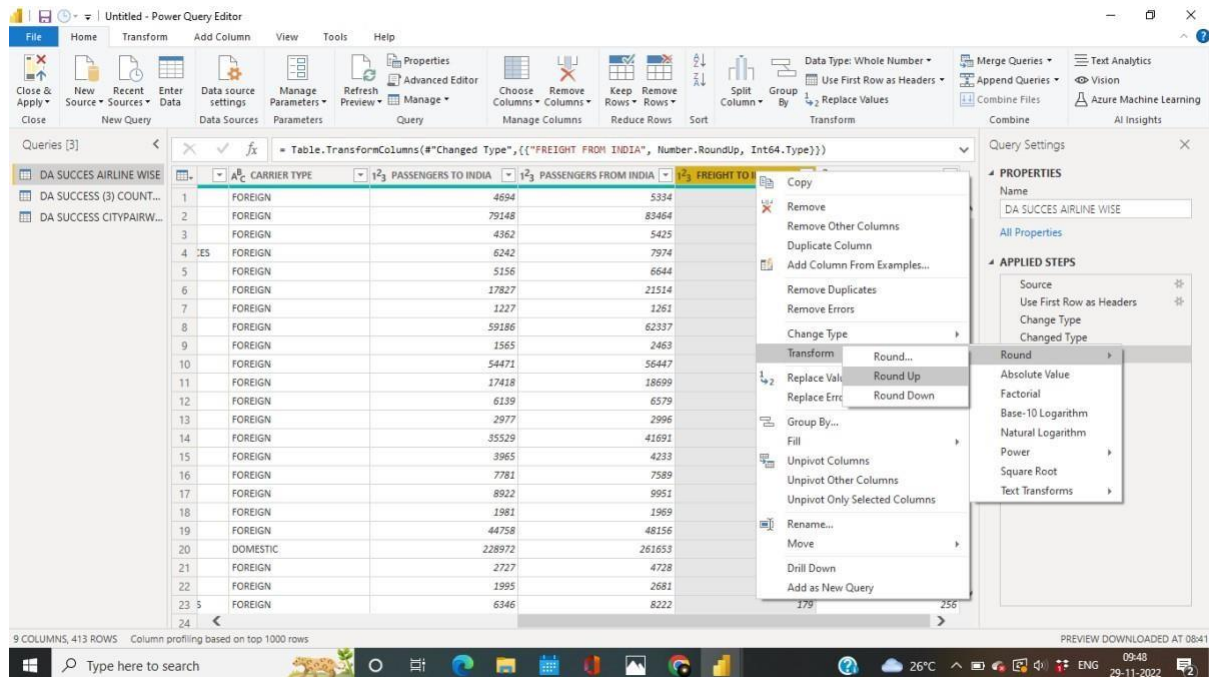 Untitled - Power Query Editor
File Home Transform Add Column View Tools Help
Close & Apply
New Source
Recent Sources
Enter Data
Data source settings
Manage Parameters
Refresh Preview
Properties
Advanced Editor
Manage
Choose Columns
Remove Columns
Keep Rows
Remove Rows
Split Column
Group By
Data Type: Whole Number
Use First Row as Headers
Replace Values
Merge Queries
Append Queries
Combine Files
Text Analytics
Vision
Azure Machine Learning
Close New Query Data Sources Parameters Query Manage Columns Reduce Rows Sort Transform Combine AI Insights
Queries [3]
DA SUCCES AIRLINE WISE
DA SUCCESS (3) COUNT...
DA SUCCESS CITYPAIRW...
fx = Table.TransformColumns(#"Changed Type",{{"FREIGHT FROM INDIA", Number.RoundUp, Int64.Type}})
ABC CARRIER TYPE 123 PASSENGERS TO INDIA 123 PASSENGERS FROM INDIA 123 FREIGHT TO
1 FOREIGN 4694 5334
2 FOREIGN 79148 83464
3 FOREIGN 4362 5425
4 CES FOREIGN 6242 7974
5 FOREIGN 5156 6644
6 FOREIGN 17827 21514
7 FOREIGN 1227 1261
8 FOREIGN 59186 62337
9 FOREIGN 1565 2463
10 FOREIGN 54471 56447
11 FOREIGN 17418 18699
12 FOREIGN 6139 6579
13 FOREIGN 2977 2996
14 FOREIGN 35529 41691
15 FOREIGN 3965 4233
16 FOREIGN 7781 7589
17 FOREIGN 8922 9951
18 FOREIGN 1981 1969
19 FOREIGN 44758 48156
20 DOMESTIC 228972 261653
21 FOREIGN 2727 4728
22 FOREIGN 1995 2681
23 S FOREIGN 6346 8222 179 256
24
Copy
Remove
Remove Other Columns
Duplicate Column
Add Column From Examples...
Remove Duplicates
Remove Errors
Change Type
Transform
Replace
Replace
Group By...
Fill
Unpivot Columns
Unpivot Other Columns
Unpivot Only Selected Columns
Rename...
Move
Drill Down
Add as New Query
Round...
Round Up
Round Down
Round
Absolute Value
Factorial
Base-10 Logarithm
Natural Logarithm
Power
Square Root
Text Transforms
Query Settings
PROPERTIES
Name
DA SUCCES AIRLINE WISE
All Properties
APPLIED STEPS
Source
Use First Row as Headers
Change Type
Changed Type
9 COLUMNS, 413 ROWS Column profiling based on top 1000 rows PREVIEW DOWNLOADED AT 08:41
Type here to search 26°C ENG 09:48
29-11-2022